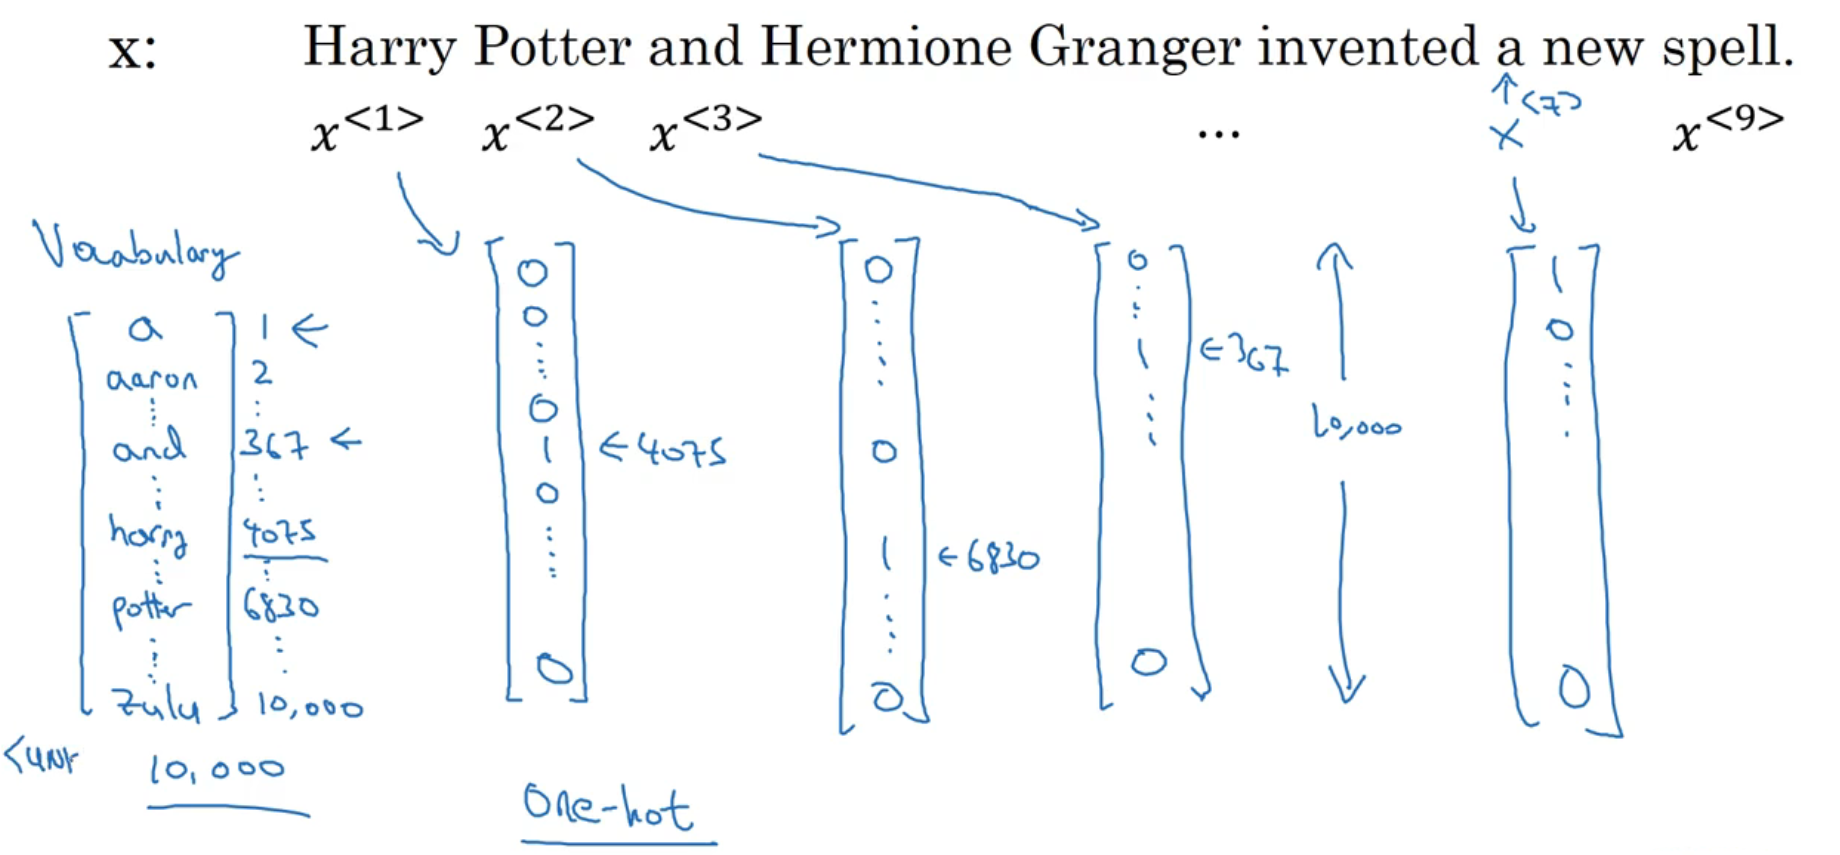 x: Harry Potter and Hermione Granger invented a new spell.
x<1> x<2> x<3> ... x<7> x<9>
Vocabulary
a 1 ←
aaron 2
and 367 ←
harry 4075
potter 6830
zulu 10,000
<UNK
10,000
0
0
0
1 ←4075
0
0
0
0
1 ←6830
0
0
1 ←367
0
10,000
1
0
0
One-hot